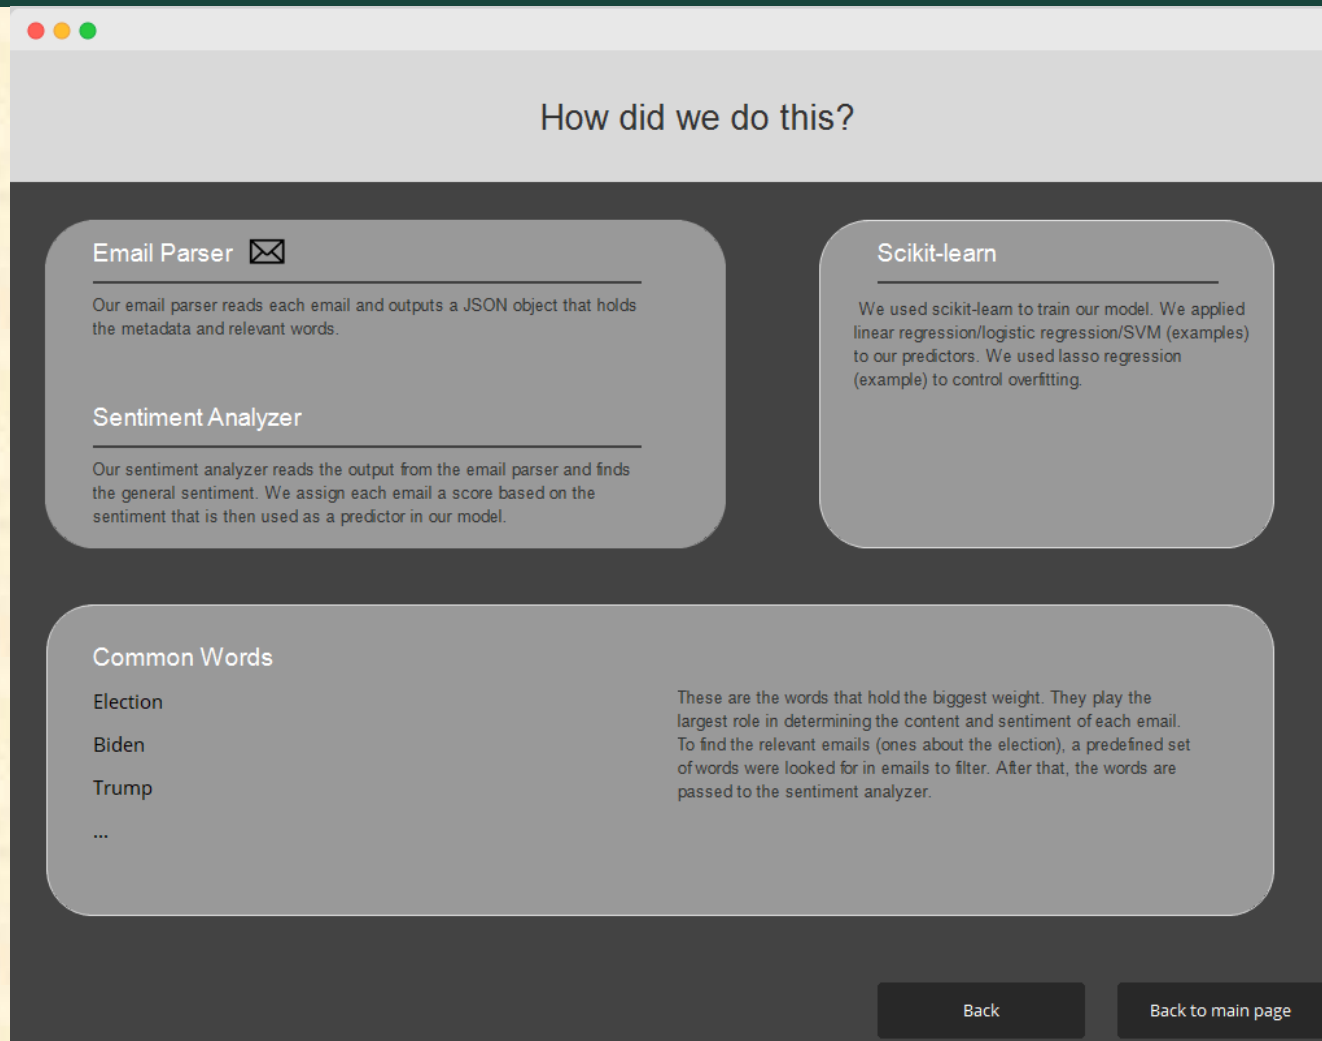 How did we do this?
Email Parser
Our email parser reads each email and outputs a JSON object that holds
the metadata and relevant words.
Sentiment Analyzer
Our sentiment analyzer reads the output from the email parser and finds
the general sentiment. We assign each email a score based on the
sentiment that is then used as a predictor in our model.
Scikit-learn
We used scikit-learn to train our model. We applied
linear regression/logistic regression/SVM (examples)
to our predictors. We used lasso regression
(example) to control overfitting.
Common Words
Election
Biden
Trump
...
These are the words that hold the biggest weight. They play the
largest role in determining the content and sentiment of each email.
To find the relevant emails (ones about the election), a predefined set
of words were looked for in emails to filter. After that, the words are
passed to the sentiment analyzer.
Back
Back to main page